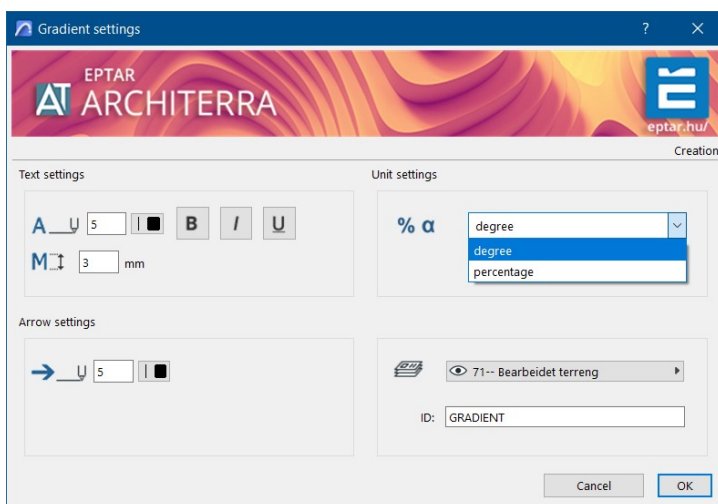 Gradient settings
?
EPTAR
AT ARCHITERRA
eptar.hu/
Creation
Text settings
Unit settings
A 5 B I U
% α degree
degree
percentage
M 3 mm
Arrow settings
5
71-- Bearbeidet terreng
ID: GRADIENT
Cancel OK